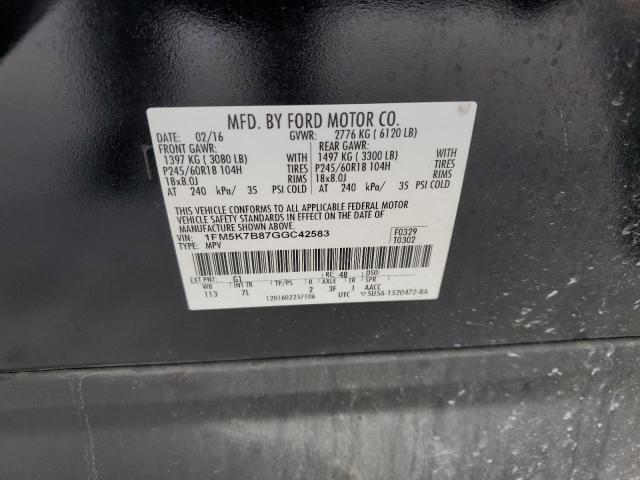 MFD. BY FORD MOTOR CO.
DATE: 02/16 GVWR: 2776 KG ( 6120 LB)
FRONT GAWR: REAR GAWR:
1397 KG ( 3080 LB) WITH 1497 KG ( 3300 LB) WITH
P245/60R18 104H TIRES P245/60R18 104H TIRES
18x8.0J RIMS 18x8.0J RIMS
AT 240 kPa/ 35 PSI COLD AT 240 kPa/ 35 PSI COLD
THIS VEHICLE CONFORMS TO ALL APPLICABLE FEDERAL MOTOR
VEHICLE SAFETY STANDARDS IN EFFECT ON THE DATE OF
MANUFACTURE SHOWN ABOVE.
VIN: 1FM5K7B87GGC42583 F0329
TYPE: MPV T0302
EXT PNT: G1 RC: 48 DSO:
WB INT TR TP/PS R AXLE TR SPR
113 7L 2 3F J AACC
1201602257106 UTC 5U5A-1520472-BA